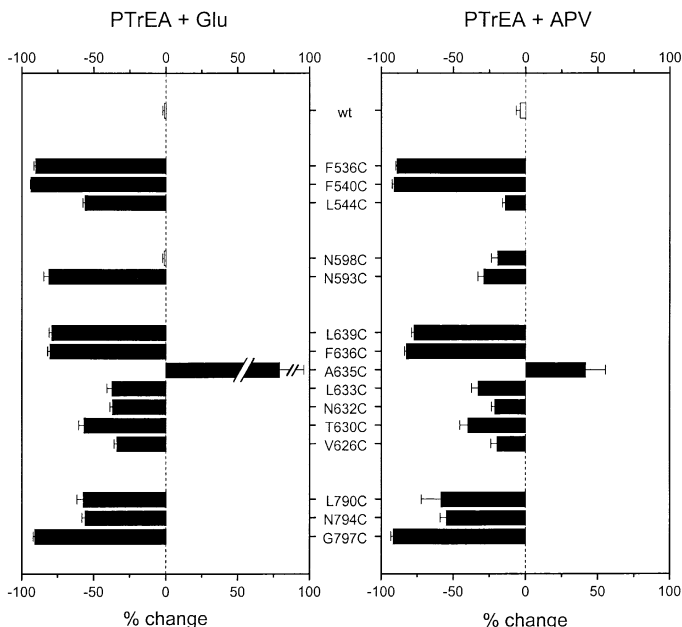 PTrEA + Glu PTrEA + APV
-100 -50 0 50 100 -100 -50 0 50 100
wt
F536C
F540C
L544C
N598C
N593C
L639C
F636C
A635C
L633C
N632C
T630C
V626C
L790C
N794C
G797C
-100 -50 0 50 100 -100 -50 0 50 100
% change % change